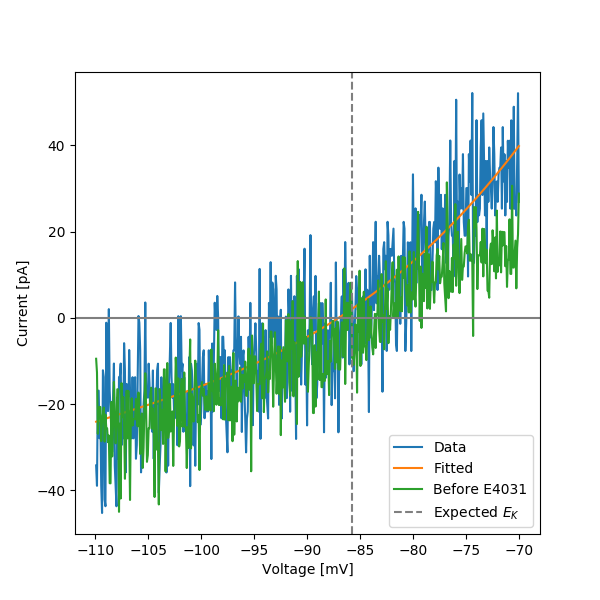 Current [pA]
40
20
0
−20
−40
Data
Fitted
Before E4031
Expected $E_K$
−110 −105 −100 −95 −90 −85 −80 −75 −70
Voltage [mV]